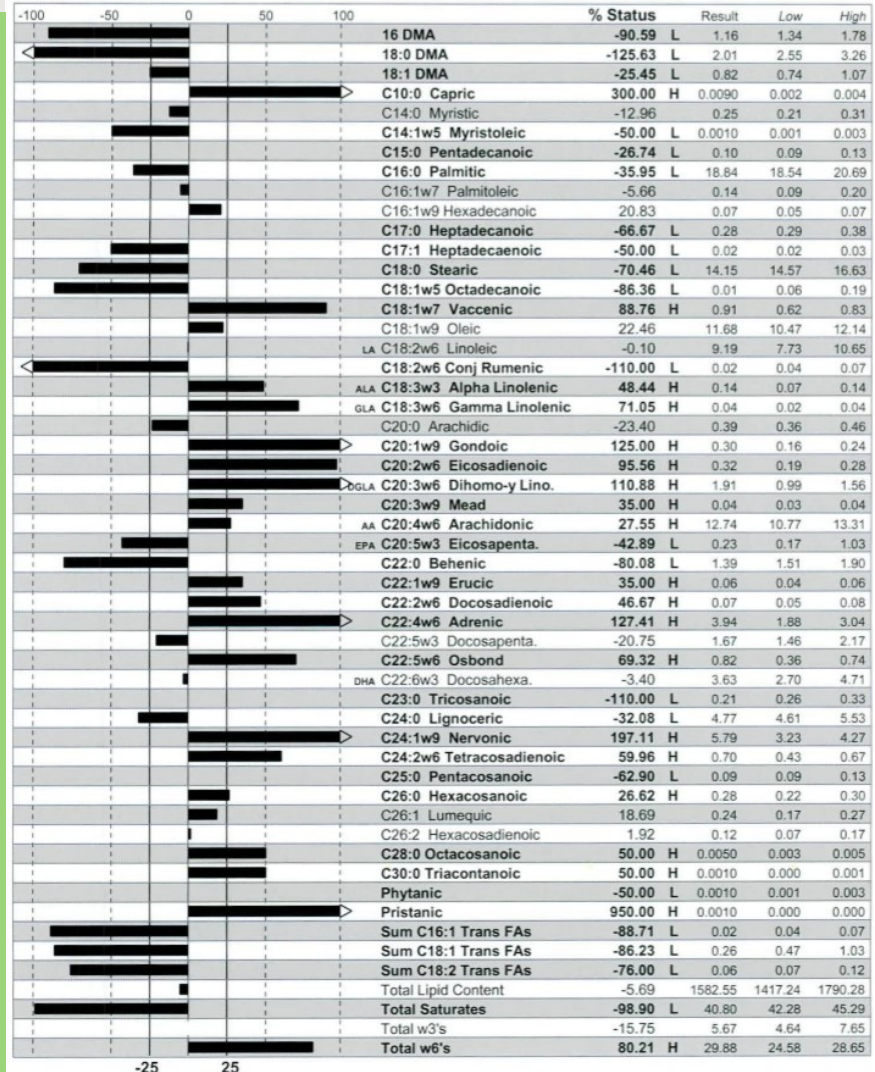 -100 -50 0 50 100 % Status Result Low High
16 DMA -90.59 L 1.16 1.34 1.78
18:0 DMA -125.63 L 2.01 2.55 3.26
18:1 DMA -25.45 L 0.82 0.74 1.07
C10:0 Capric 300.00 H 0.0090 0.002 0.004
C14:0 Myristic -12.96 0.25 0.21 0.31
C14:1w5 Myristoleic -50.00 L 0.0010 0.001 0.003
C15:0 Pentadecanoic -26.74 L 0.10 0.09 0.13
C16:0 Palmitic -35.95 L 18.84 18.54 20.69
C16:1w7 Palmitoleic -5.66 0.14 0.09 0.20
C16:1w9 Hexadecanoic 20.83 0.07 0.05 0.07
C17:0 Heptadecanoic -66.67 L 0.28 0.29 0.38
C17:1 Heptadecaenoic -50.00 L 0.02 0.02 0.03
C18:0 Stearic -70.46 L 14.15 14.57 16.63
C18:1w5 Octadecanoic -86.36 L 0.01 0.06 0.19
C18:1w7 Vaccenic 88.76 H 0.91 0.62 0.83
C18:1w9 Oleic 22.46 11.68 10.47 12.14
LA C18:2w6 Linoleic -0.10 9.19 7.73 10.65
C18:2w6 Conj Rumenic -110.00 L 0.02 0.04 0.07
ALA C18:3w3 Alpha Linolenic 48.44 H 0.14 0.07 0.14
GLA C18:3w6 Gamma Linolenic 71.05 H 0.04 0.02 0.04
C20:0 Arachidic -23.40 0.39 0.36 0.46
C20:1w9 Gondoic 125.00 H 0.30 0.16 0.24
C20:2w6 Eicosadienoic 95.56 H 0.32 0.19 0.28
DGLA C20:3w6 Dihomo-y Lino. 110.88 H 1.91 0.99 1.56
C20:3w9 Mead 35.00 H 0.04 0.03 0.04
AA C20:4w6 Arachidonic 27.55 H 12.74 10.77 13.31
EPA C20:5w3 Eicosapenta. -42.89 L 0.23 0.17 1.03
C22:0 Behenic -80.08 L 1.39 1.51 1.90
C22:1w9 Erucic 35.00 H 0.06 0.04 0.06
C22:2w6 Docosadienoic 46.67 H 0.07 0.05 0.08
C22:4w6 Adrenic 127.41 H 3.94 1.88 3.04
C22:5w3 Docosapenta. -20.75 1.67 1.46 2.17
C22:5w6 Osbond 69.32 H 0.82 0.36 0.74
DHA C22:6w3 Docosahexa. -3.40 3.63 2.70 4.71
C23:0 Tricosanoic -110.00 L 0.21 0.26 0.33
C24:0 Lignoceric -32.08 L 4.77 4.61 5.53
C24:1w9 Nervonic 197.11 H 5.79 3.23 4.27
C24:2w6 Tetracosadienoic 59.96 H 0.70 0.43 0.67
C25:0 Pentacosanoic -62.90 L 0.09 0.09 0.13
C26:0 Hexacosanoic 26.62 H 0.28 0.22 0.30
C26:1 Lumequic 18.69 0.24 0.17 0.27
C26:2 Hexacosadienoic 1.92 0.12 0.07 0.17
C28:0 Octacosanoic 50.00 H 0.0050 0.003 0.005
C30:0 Triacontanoic 50.00 H 0.0010 0.000 0.001
Phytanic -50.00 L 0.0010 0.001 0.003
Pristanic 950.00 H 0.0010 0.000 0.000
Sum C16:1 Trans FAs -88.71 L 0.02 0.04 0.07
Sum C18:1 Trans FAs -86.23 L 0.26 0.47 1.03
Sum C18:2 Trans FAs -76.00 L 0.06 0.07 0.12
Total Lipid Content -5.69 1582.55 1417.24 1790.28
Total Saturates -98.90 L 40.80 42.28 45.29
Total w3's -15.75 5.67 4.64 7.65
Total w6's 80.21 H 29.88 24.58 28.65
-25 25